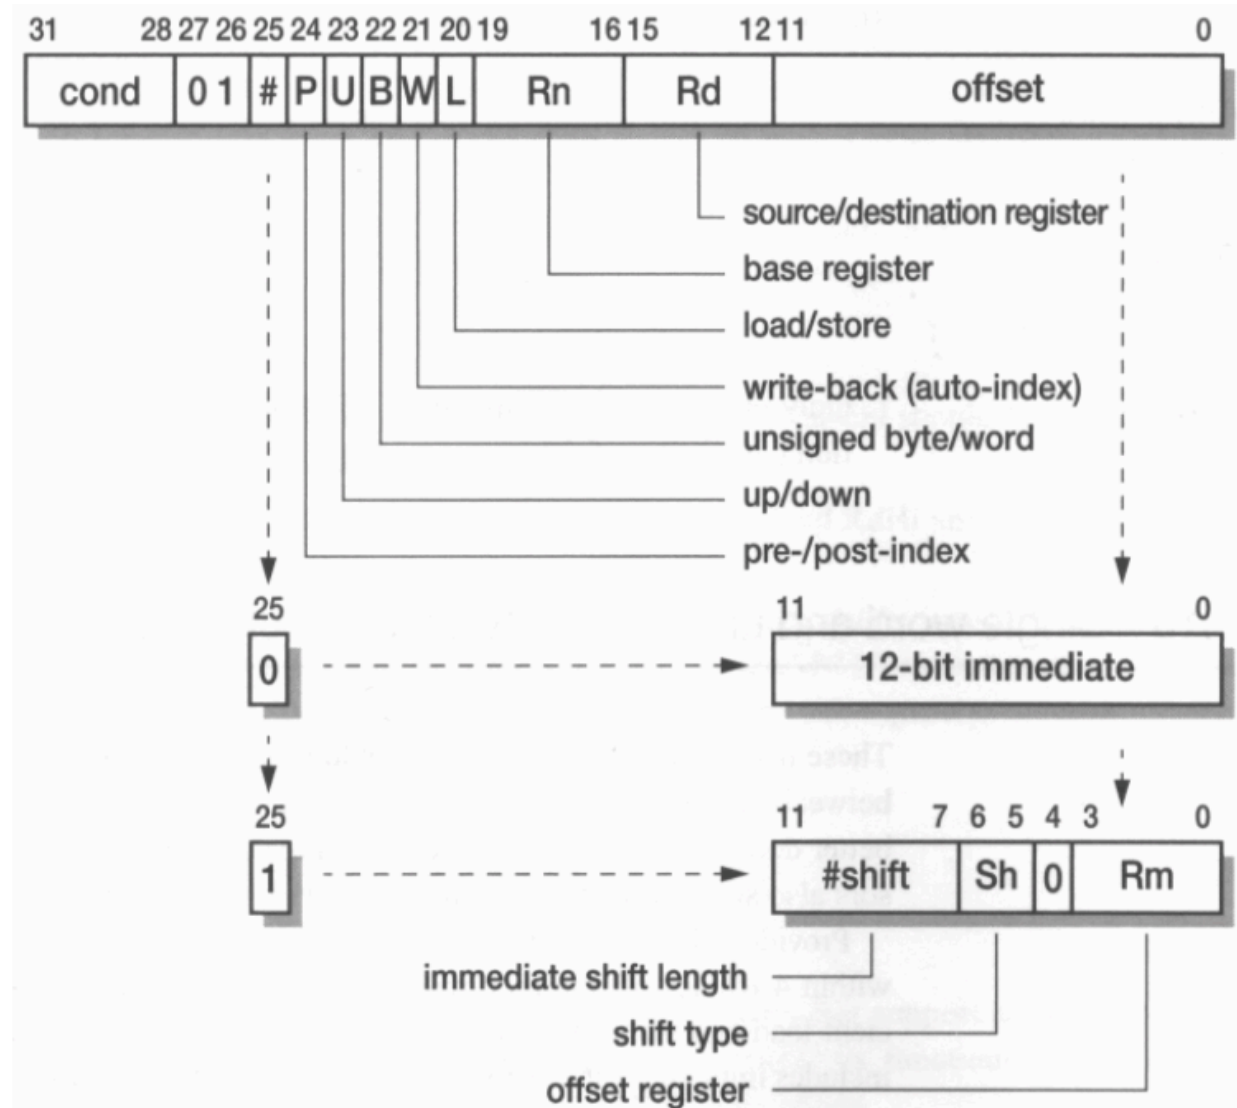 31 28 27 26 25 24 23 22 21 20 19 16 15 12 11 0
cond 0 1 # P U B W L Rn Rd offset
source/destination register
base register
load/store
write-back (auto-index)
unsigned byte/word
up/down
pre-/post-index
25 11 0
0 12-bit immediate
25 11 7 6 5 4 3 0
1 #shift Sh 0 Rm
immediate shift length
shift type
offset register